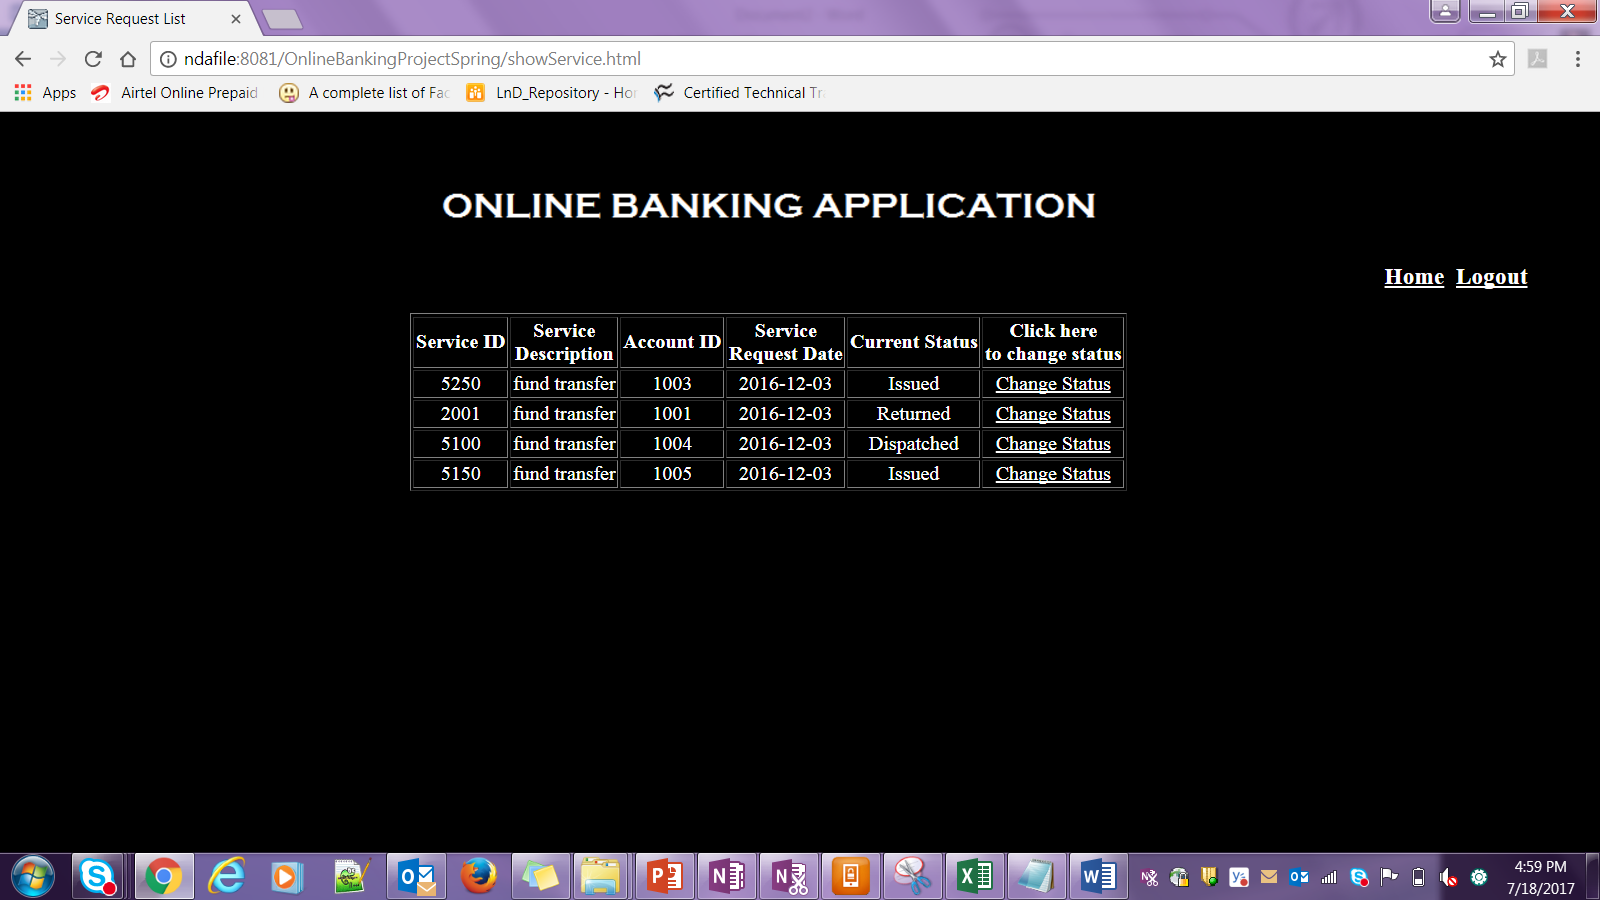 Service Request List
ndafile:8081/OnlineBankingProjectSpring/showService.html
Apps Airtel Online Prepaid A complete list of Fac LnD_Repository - Hor Certified Technical Tr
ONLINE BANKING APPLICATION
Home Logout
Service ID Service Description Account ID Service Request Date Current Status Click here to change status
5250 fund transfer 1003 2016-12-03 Issued Change Status
2001 fund transfer 1001 2016-12-03 Returned Change Status
5100 fund transfer 1004 2016-12-03 Dispatched Change Status
5150 fund transfer 1005 2016-12-03 Issued Change Status
4:59 PM
7/18/2017